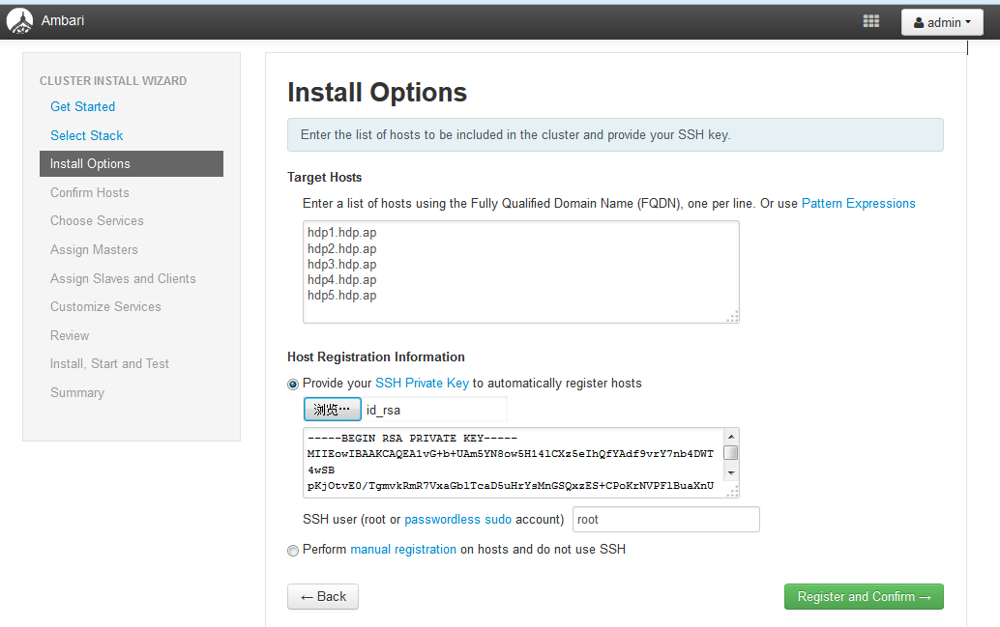 Ambari
admin
CLUSTER INSTALL WIZARD
Get Started
Select Stack
Install Options
Confirm Hosts
Choose Services
Assign Masters
Assign Slaves and Clients
Customize Services
Review
Install, Start and Test
Summary
Install Options
Enter the list of hosts to be included in the cluster and provide your SSH key.
Target Hosts
Enter a list of hosts using the Fully Qualified Domain Name (FQDN), one per line. Or use Pattern Expressions
hdp1.hdp.ap
hdp2.hdp.ap
hdp3.hdp.ap
hdp4.hdp.ap
hdp5.hdp.ap
Host Registration Information
Provide your SSH Private Key to automatically register hosts
浏览… id_rsa
-----BEGIN RSA PRIVATE KEY-----
4wSB
SSH user (root or passwordless sudo account) root
Perform manual registration on hosts and do not use SSH
← Back
Register and Confirm →